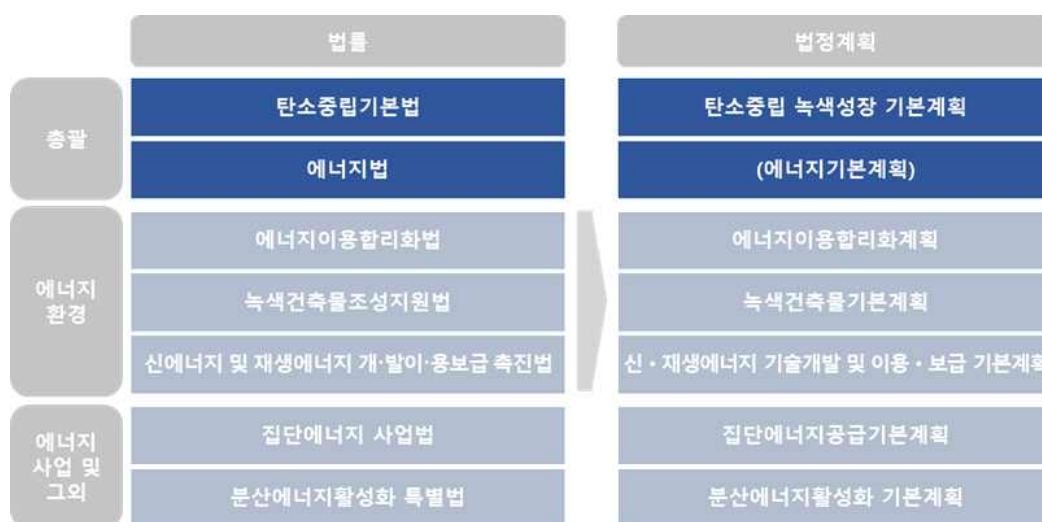 법률
법정계획
총괄
탄소중립기본법
탄소중립 녹색성장 기본계획
에너지법
(에너지기본계획)
에너지
환경
에너지이용합리화법
에너지이용합리화계획
녹색건축물조성지원법
녹색건축물기본계획
신에너지 및 재생에너지 개·발이·용보급 촉진법
신・재생에너지 기술개발 및 이용・보급 기본계획
에너지
사업 및
그외
집단에너지 사업법
집단에너지공급기본계획
분산에너지활성화 특별법
분산에너지활성화 기본계획